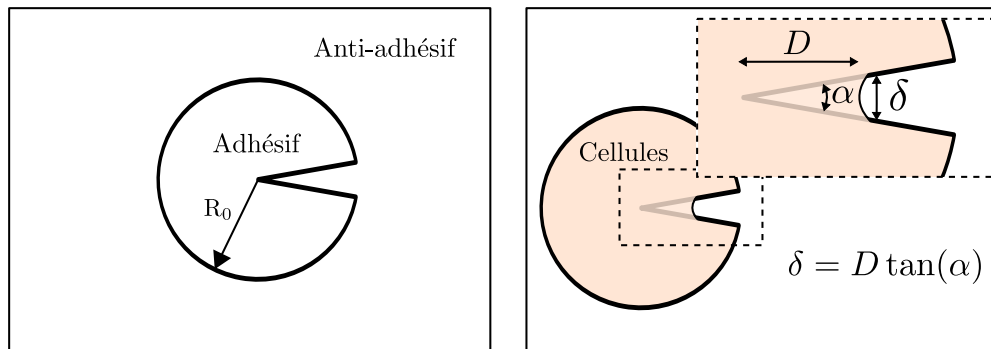 Anti-adhésif
Adhésif
R₀
D
α
δ
Cellules
δ = D tan(α)